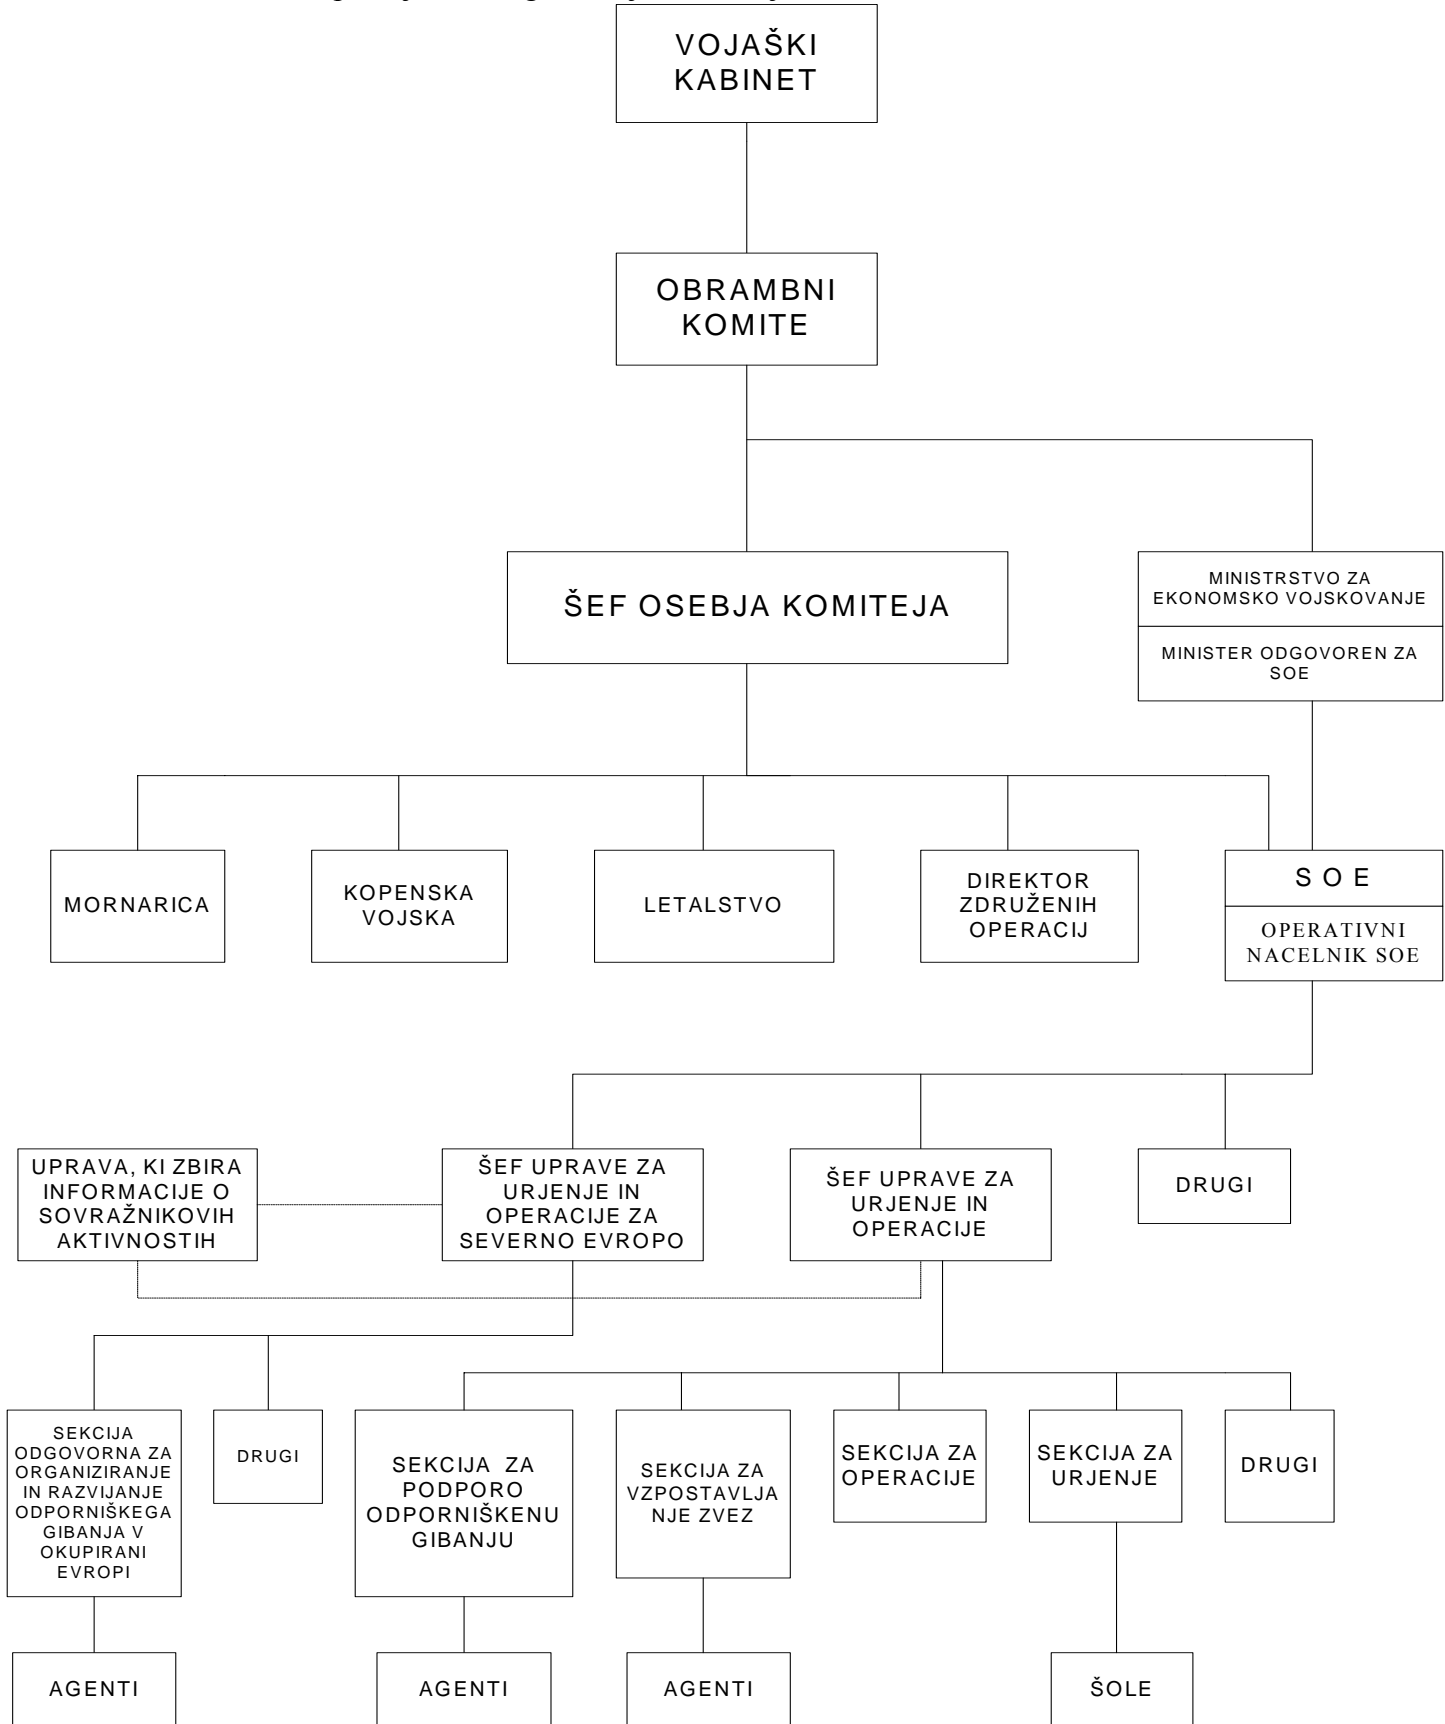 VOJAŠKI
KABINET
OBRAMBNI
KOMITE
ŠEF OSEBJA KOMITEJA
MINISTRSTVO ZA
EKONOMSKO VOJSKOVANJE
MINISTER ODGOVOREN ZA
SOE
MORNARICA
KOPENSKA
VOJSKA
LETALSTVO
DIREKTOR
ZDRUŽENIH
OPERACIJ
S O E
OPERATIVNI
NACELNIK SOE
UPRAVA, KI ZBIRA
INFORMACIJE O
SOVRAŽNIKOVIH
AKTIVNOSTIH
ŠEF UPRAVE ZA
URJENJE IN
OPERACIJE ZA
SEVERNO EVROPO
ŠEF UPRAVE ZA
URJENJE IN
OPERACIJE
DRUGI
SEKCIJA
ODGOVORNA ZA
ORGANIZIRANJE
IN RAZVIJANJE
ODPORNIŠKEGA
GIBANJA V
OKUPIRANI
EVROPI
DRUGI
SEKCIJA ZA
PODPORO
ODPORNIŠKENU
GIBANJU
SEKCIJA ZA
VZPOSTAVLJA
NJE ZVEZ
SEKCIJA ZA
OPERACIJE
SEKCIJA ZA
URJENJE
DRUGI
AGENTI
AGENTI
AGENTI
ŠOLE